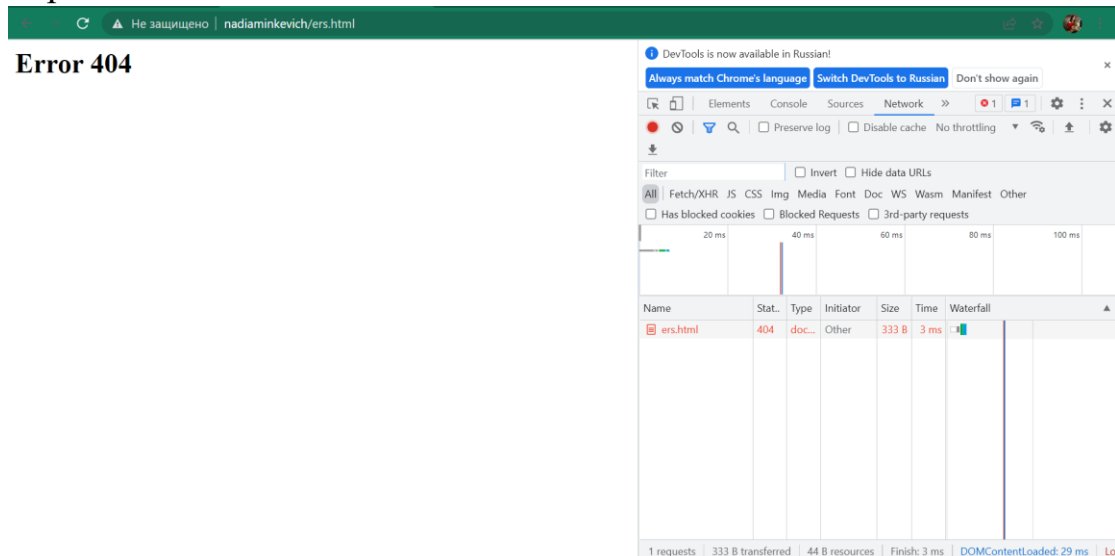 Не защищено nadiaminkevich/ers.html
Error 404
DevTools is now available in Russian!
Always match Chrome's language Switch DevTools to Russian Don't show again
Elements Console Sources Network » 1 1
Preserve log Disable cache No throttling
Filter Invert Hide data URLs
All Fetch/XHR JS CSS Img Media Font Doc WS Wasm Manifest Other
Has blocked cookies Blocked Requests 3rd-party requests
20 ms 40 ms 60 ms 80 ms 100 ms
Name Stat.. Type Initiator Size Time Waterfall
ers.html 404 doc... Other 333 B 3 ms
1 requests 333 B transferred 44 B resources Finish: 3 ms DOMContentLoaded: 29 ms Lo